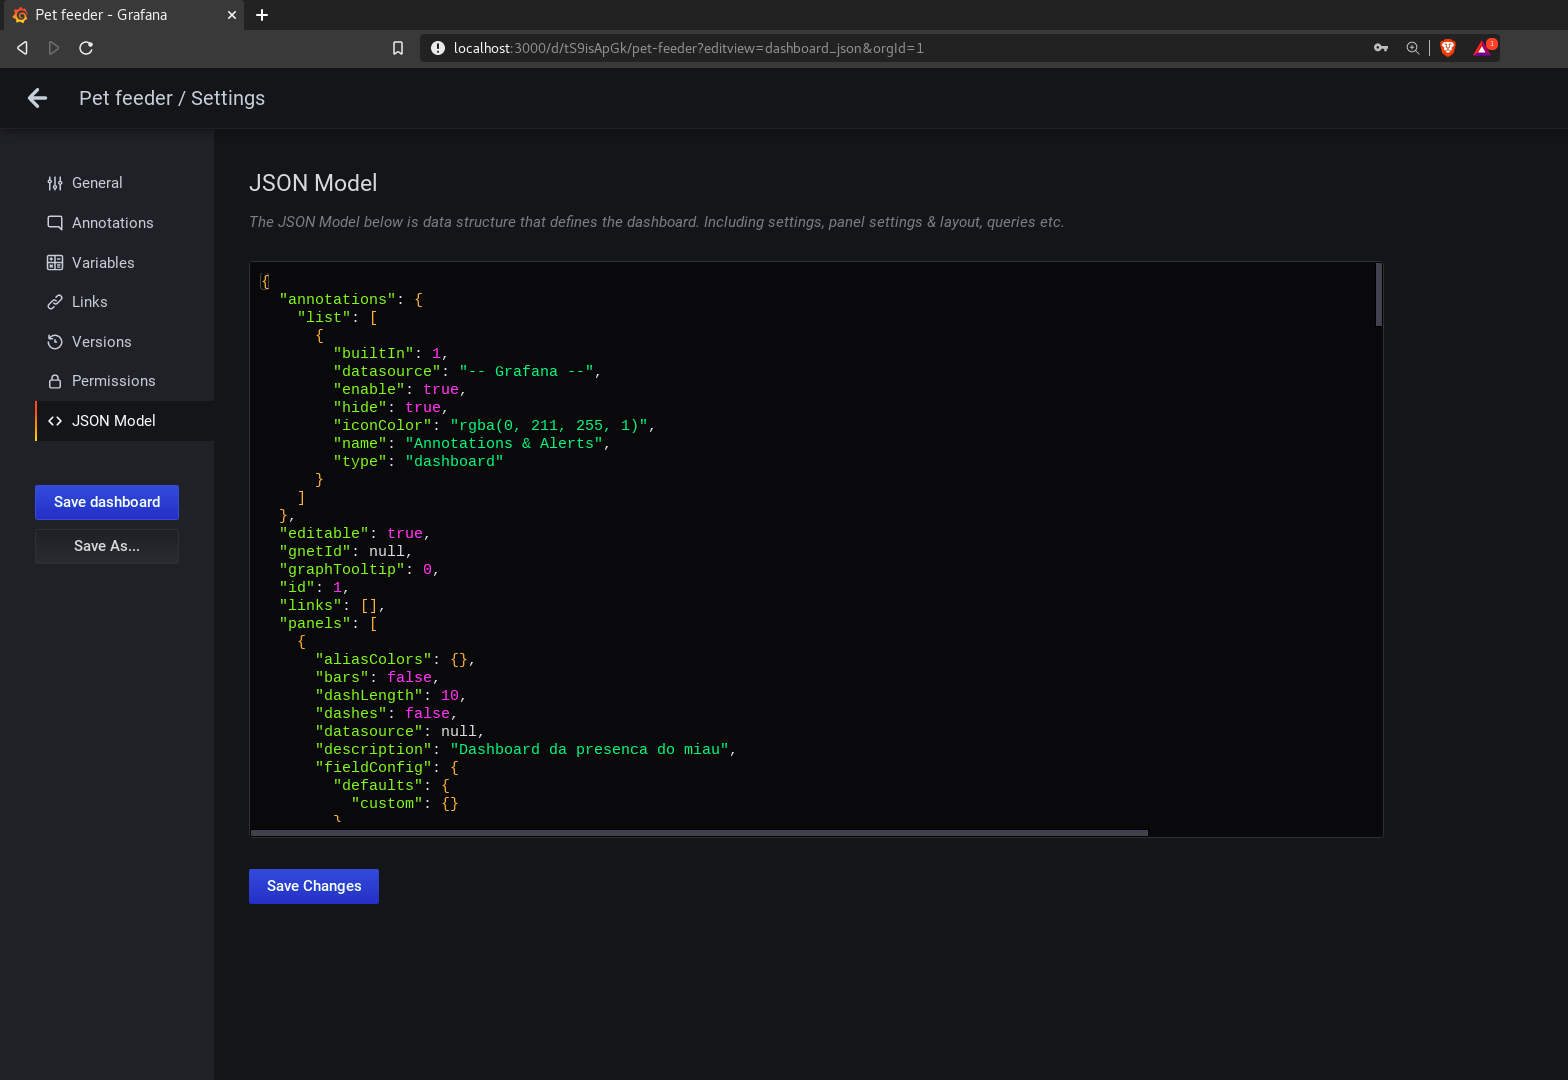 Pet feeder - Grafana
localhost:3000/d/tS9isApGk/pet-feeder?editview=dashboard_json&orgId=1
1
Pet feeder / Settings
General
Annotations
Variables
Links
Versions
Permissions
JSON Model
Save dashboard
Save As...
JSON Model
The JSON Model below is data structure that defines the dashboard. Including settings, panel settings & layout, queries etc.
{
  "annotations": {
    "list": [
      {
        "builtIn": 1,
        "datasource": "-- Grafana --",
        "enable": true,
        "hide": true,
        "iconColor": "rgba(0, 211, 255, 1)",
        "name": "Annotations & Alerts",
        "type": "dashboard"
      }
    ]
  },
  "editable": true,
  "gnetId": null,
  "graphTooltip": 0,
  "id": 1,
  "links": [],
  "panels": [
    {
      "aliasColors": {},
      "bars": false,
      "dashLength": 10,
      "dashes": false,
      "datasource": null,
      "description": "Dashboard da presenca do miau",
      "fieldConfig": {
        "defaults": {
          "custom": {}
        }
Save Changes